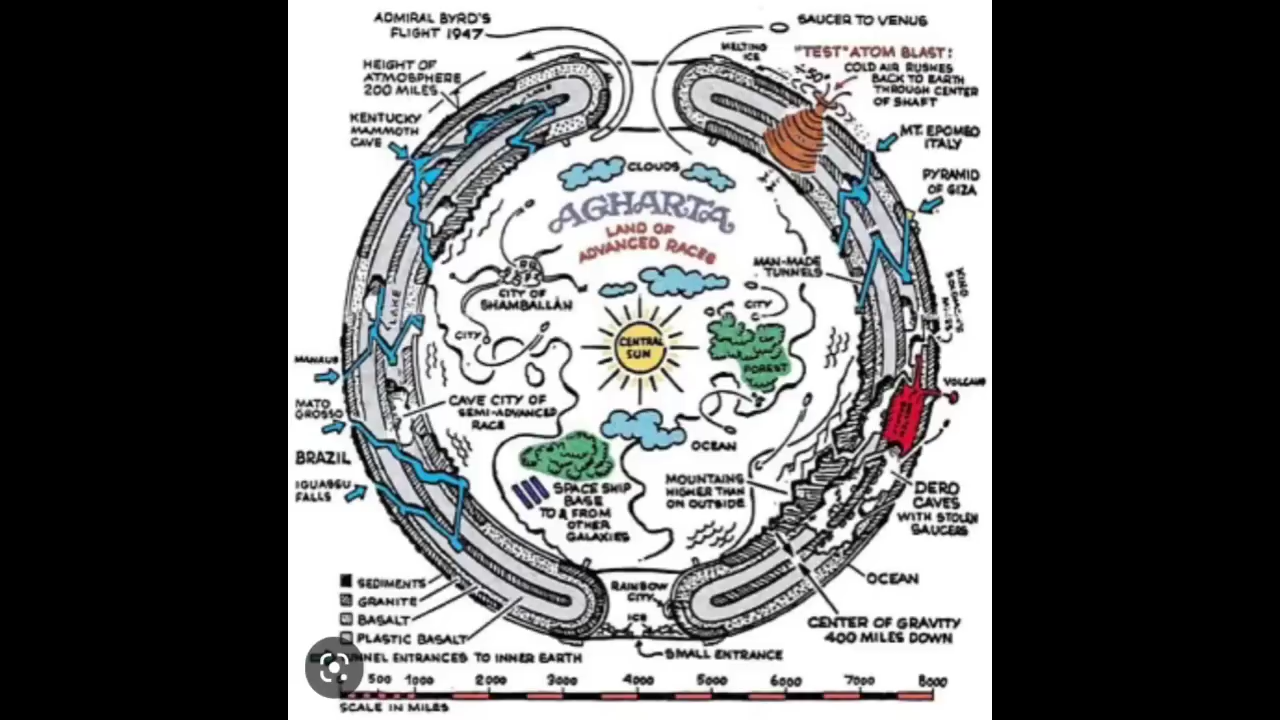 ADMIRAL BYRD'S
FLIGHT 1947
SAUCER TO VENUS
MELTING
ICE
"TEST" ATOM BLAST!
COLD AIR RUSHES
BACK TO EARTH
THROUGH CENTER
OF SHAFT
HEIGHT OF
ATMOSPHERE
200 MILES
LAKE
KENTUCKY
MAMMOTH
CAVE
MT. EPOMEO
ITALY
PYRAMID
OF GIZA
CLOUDS
AGHARTA
LAND OF
ADVANCED RACES
MAN-MADE
TUNNELS
CITY OF
SHAMBALLAH
CITY
CITY
LAKE
CENTRAL
SUN
FOREST
MANAUS
VOLCANO
MATO
GROSSO
CAVE CITY OF
SEMI-ADVANCED
RACE
OCEAN
BRAZIL
IGUASSU
FALLS
SPACE SHIP
BASE
TO & FROM
OTHER
GALAXIES
MOUNTAINS
HIGHER THAN
ON OUTSIDE
DERO
CAVES
WITH STOLEN
SAUCERS
OCEAN
SEDIMENTS
GRANITE
BASALT
PLASTIC BASALT
RAINBOW
CITY
ICE
CENTER OF GRAVITY
400 MILES DOWN
SMALL ENTRANCE
ENTRANCES TO INNER EARTH
500 1000 2000 3000 4000 5000 6000 7000 8000
SCALE IN MILES